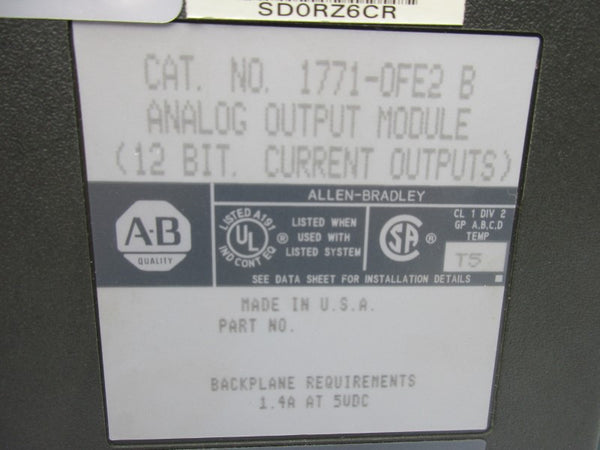 SD0RZ6CR
CAT. NO. 1771-OFE2 B
ANALOG OUTPUT MODULE
(12 BIT. CURRENT OUTPUTS)
ALLEN-BRADLEY
A·B
QUALITY
LISTED A191
UL
IND CONT EQ
®
LISTED WHEN
USED WITH
LISTED SYSTEM
SA
®
CL 1 DIV 2
GP A,B,C,D
TEMP
T5
SEE DATA SHEET FOR INSTALLATION DETAILS
MADE IN U.S.A.
PART NO.
BACKPLANE REQUIREMENTS
1.4A AT 5VDC